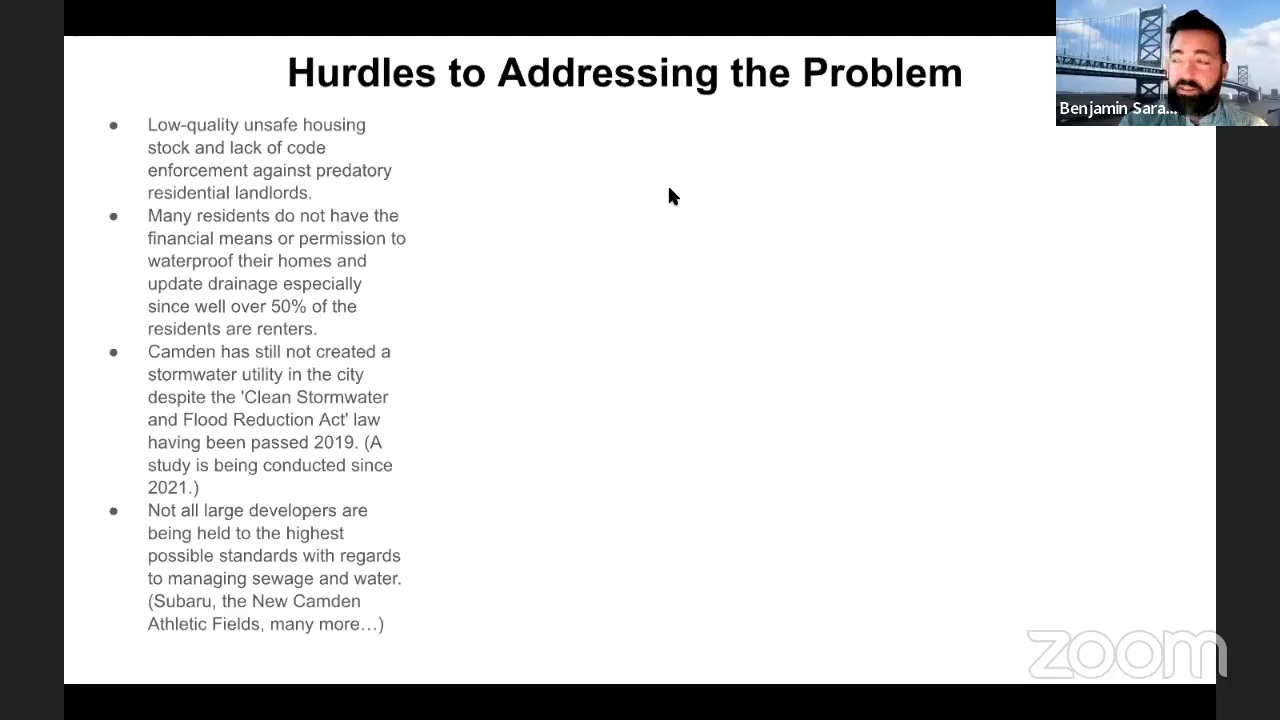 Hurdles to Addressing the Problem
Benjamin Sara...
● Low-quality unsafe housing
stock and lack of code
enforcement against predatory
residential landlords.
● Many residents do not have the
financial means or permission to
waterproof their homes and
update drainage especially
since well over 50% of the
residents are renters.
● Camden has still not created a
stormwater utility in the city
despite the 'Clean Stormwater
and Flood Reduction Act' law
having been passed 2019. (A
study is being conducted since
2021.)
● Not all large developers are
being held to the highest
possible standards with regards
to managing sewage and water.
(Subaru, the New Camden
Athletic Fields, many more…)
zoom